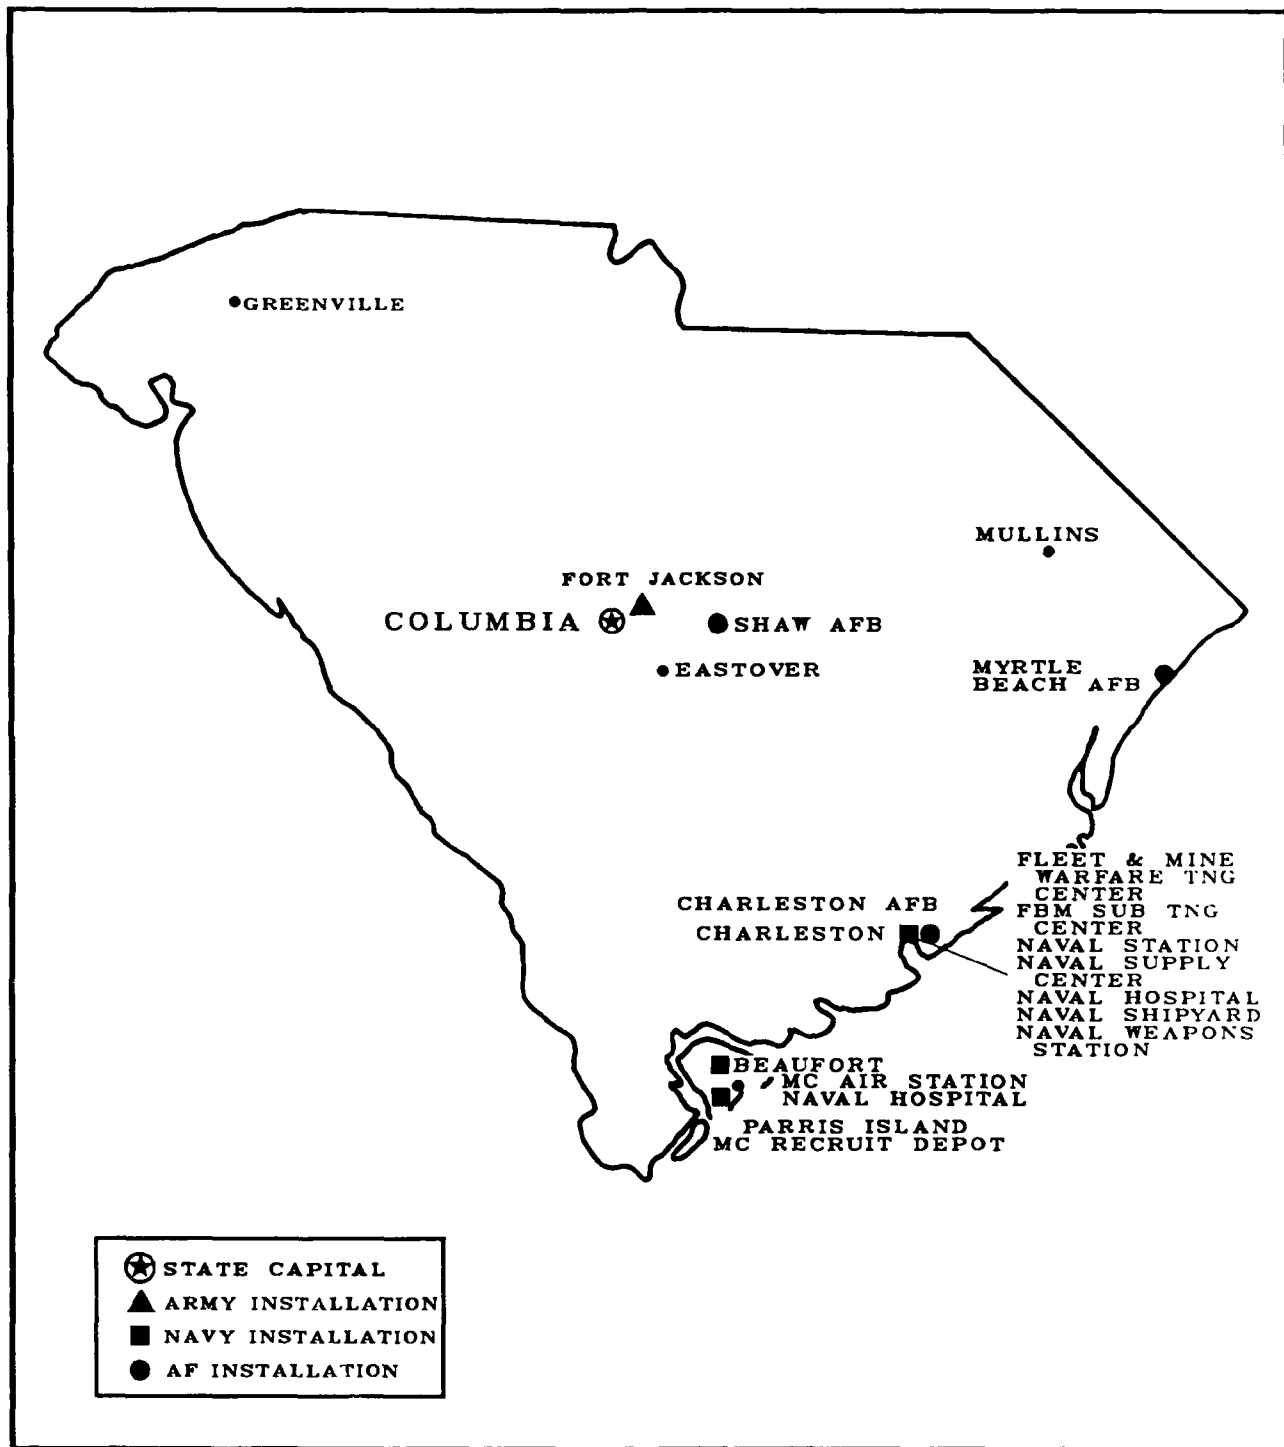 GREENVILLE
MULLINS
FORT JACKSON
COLUMBIA
SHAW AFB
EASTOVER
MYRTLE
BEACH AFB
FLEET & MINE
WARFARE TNG
CENTER
FBM SUB TNG
CENTER
NAVAL STATION
NAVAL SUPPLY
CENTER
NAVAL HOSPITAL
NAVAL SHIPYARD
NAVAL WEAPONS
STATION
CHARLESTON AFB
CHARLESTON
BEAUFORT
MC AIR STATION
NAVAL HOSPITAL
PARRIS ISLAND
MC RECRUIT DEPOT
STATE CAPITAL
ARMY INSTALLATION
NAVY INSTALLATION
AF INSTALLATION